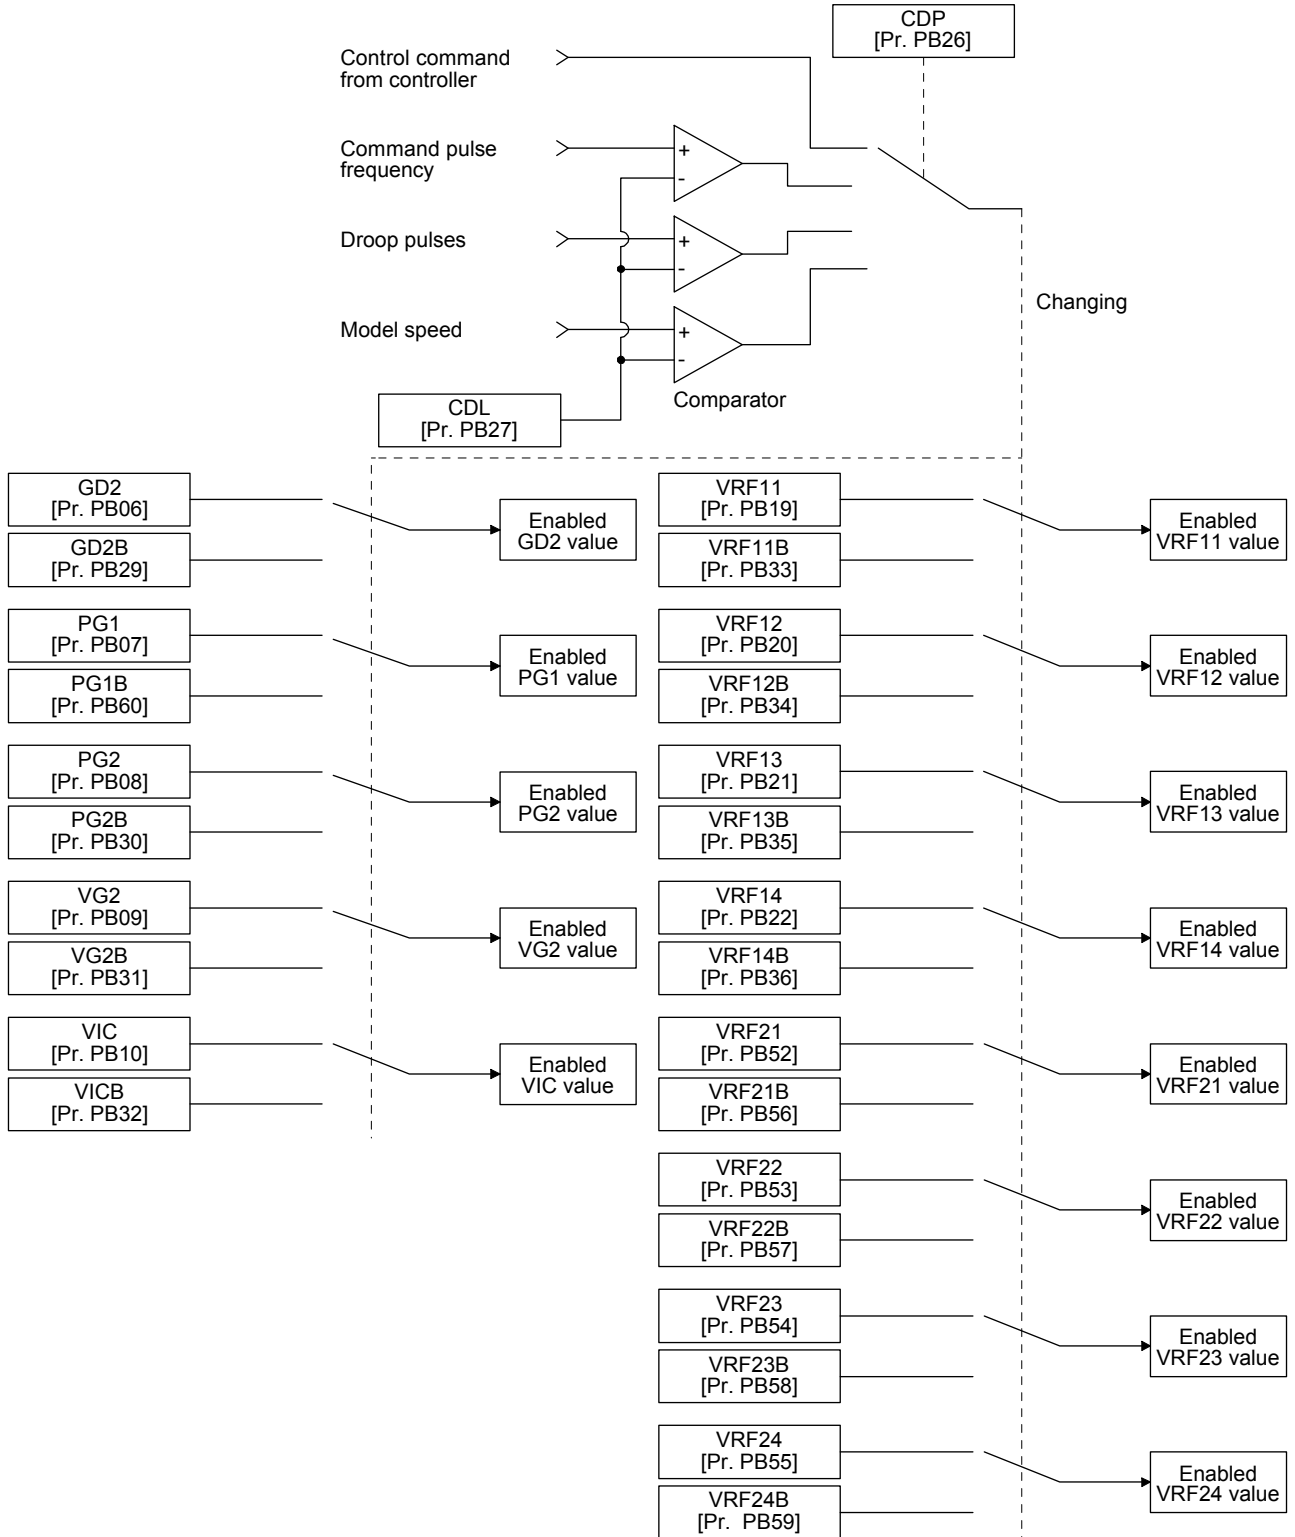 CDP
[Pr. PB26]
Control command
from controller
Command pulse
frequency
+
-
Droop pulses
+
-
Changing
Model speed
+
-
Comparator
CDL
[Pr. PB27]
GD2
[Pr. PB06]
GD2B
[Pr. PB29]
Enabled
GD2 value
PG1
[Pr. PB07]
PG1B
[Pr. PB60]
Enabled
PG1 value
PG2
[Pr. PB08]
PG2B
[Pr. PB30]
Enabled
PG2 value
VG2
[Pr. PB09]
VG2B
[Pr. PB31]
Enabled
VG2 value
VIC
[Pr. PB10]
VICB
[Pr. PB32]
Enabled
VIC value
VRF11
[Pr. PB19]
VRF11B
[Pr. PB33]
Enabled
VRF11 value
VRF12
[Pr. PB20]
VRF12B
[Pr. PB34]
Enabled
VRF12 value
VRF13
[Pr. PB21]
VRF13B
[Pr. PB35]
Enabled
VRF13 value
VRF14
[Pr. PB22]
VRF14B
[Pr. PB36]
Enabled
VRF14 value
VRF21
[Pr. PB52]
VRF21B
[Pr. PB56]
Enabled
VRF21 value
VRF22
[Pr. PB53]
VRF22B
[Pr. PB57]
Enabled
VRF22 value
VRF23
[Pr. PB54]
VRF23B
[Pr. PB58]
Enabled
VRF23 value
VRF24
[Pr. PB55]
VRF24B
[Pr. PB59]
Enabled
VRF24 value